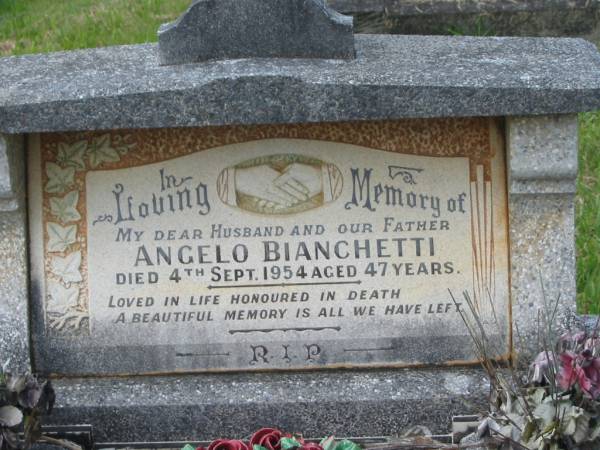 In Loving Memory of
MY DEAR HUSBAND AND OUR FATHER
ANGELO BIANCHETTI
DIED 4TH SEPT. 1954 AGED 47 YEARS.
LOVED IN LIFE HONOURED IN DEATH
A BEAUTIFUL MEMORY IS ALL WE HAVE LEFT.
R.I.P